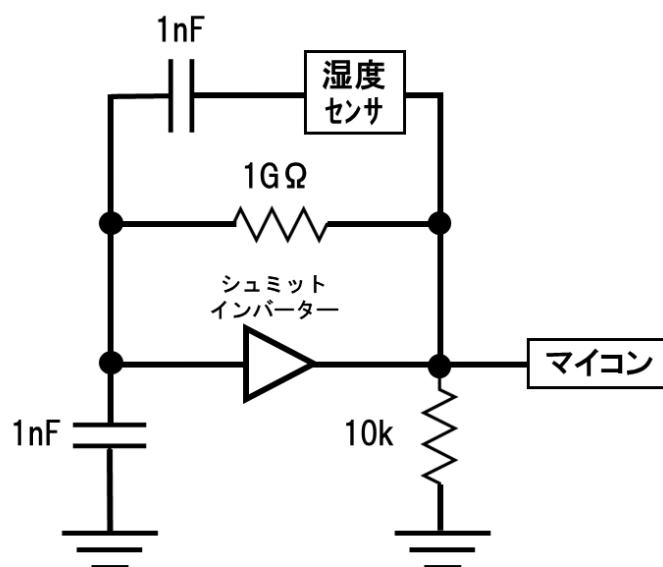 1nF
湿度
センサ
1GΩ
シュミット
インバーター
マイコン
1nF
10k